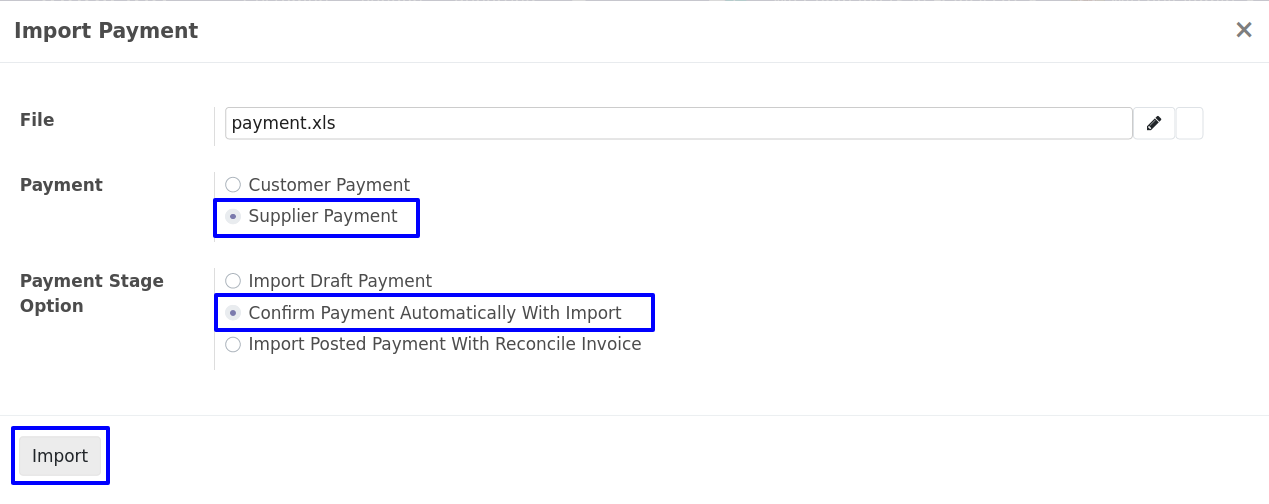 Import Payment
File
payment.xls
Payment
Customer Payment
Supplier Payment
Payment Stage
Option
Import Draft Payment
Confirm Payment Automatically With Import
Import Posted Payment With Reconcile Invoice
Import